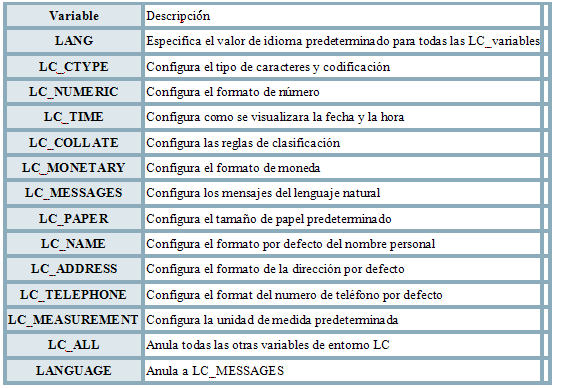 Variable Descripción
LANG Especifica el valor de idioma predeterminado para todas las LC_variables
LC_CTYPE Configura el tipo de caracteres y codificación
LC_NUMERIC Configura el formato de número
LC_TIME Configura como se visualizara la fecha y la hora
LC_COLLATE Configura las reglas de clasificación
LC_MONETARY Configura el formato de moneda
LC_MESSAGES Configura los mensajes del lenguaje natural
LC_PAPER Configura el tamaño de papel predeterminado
LC_NAME Configura el formato por defecto del nombre personal
LC_ADDRESS Configura el formato de la dirección por defecto
LC_TELEPHONE Configura el format del numero de teléfono por defecto
LC_MEASUREMENT Configura la unidad de medida predeterminada
LC_ALL Anula todas las otras variables de entorno LC
LANGUAGE Anula a LC_MESSAGES